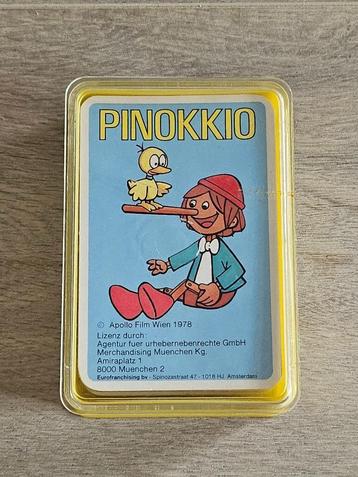 PINOKKIO
© Apollo Film Wien 1978
Lizenz durch:
Agentur fuer urhebernebenrechte GmbH
Merchandising Muenchen Kg.
Amiraplatz 1
8000 Muenchen 2
Eurofranchising bv - Spinozastraat 47 - 1018 HJ Amsterdam